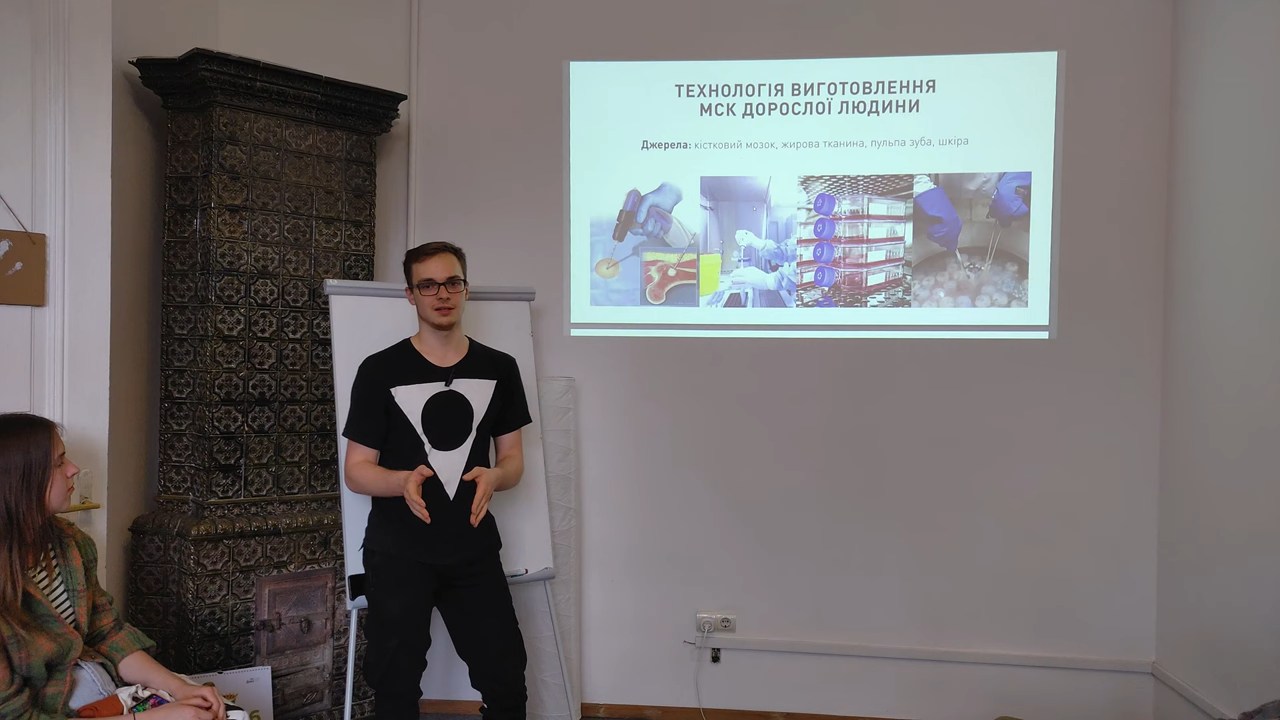 ТЕХНОЛОГІЯ ВИГОТОВЛЕННЯ
МСК ДОРОСЛОЇ ЛЮДИНИ
Джерела: кістковий мозок, жирова тканина, пульпа зуба, шкіра